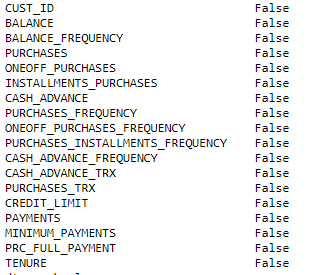 CUST_ID False
BALANCE False
BALANCE_FREQUENCY False
PURCHASES False
ONEOFF_PURCHASES False
INSTALLMENTS_PURCHASES False
CASH_ADVANCE False
PURCHASES_FREQUENCY False
ONEOFF_PURCHASES_FREQUENCY False
PURCHASES_INSTALLMENTS_FREQUENCY False
CASH_ADVANCE_FREQUENCY False
CASH_ADVANCE_TRX False
PURCHASES_TRX False
CREDIT_LIMIT False
PAYMENTS False
MINIMUM_PAYMENTS False
PRC_FULL_PAYMENT False
TENURE False